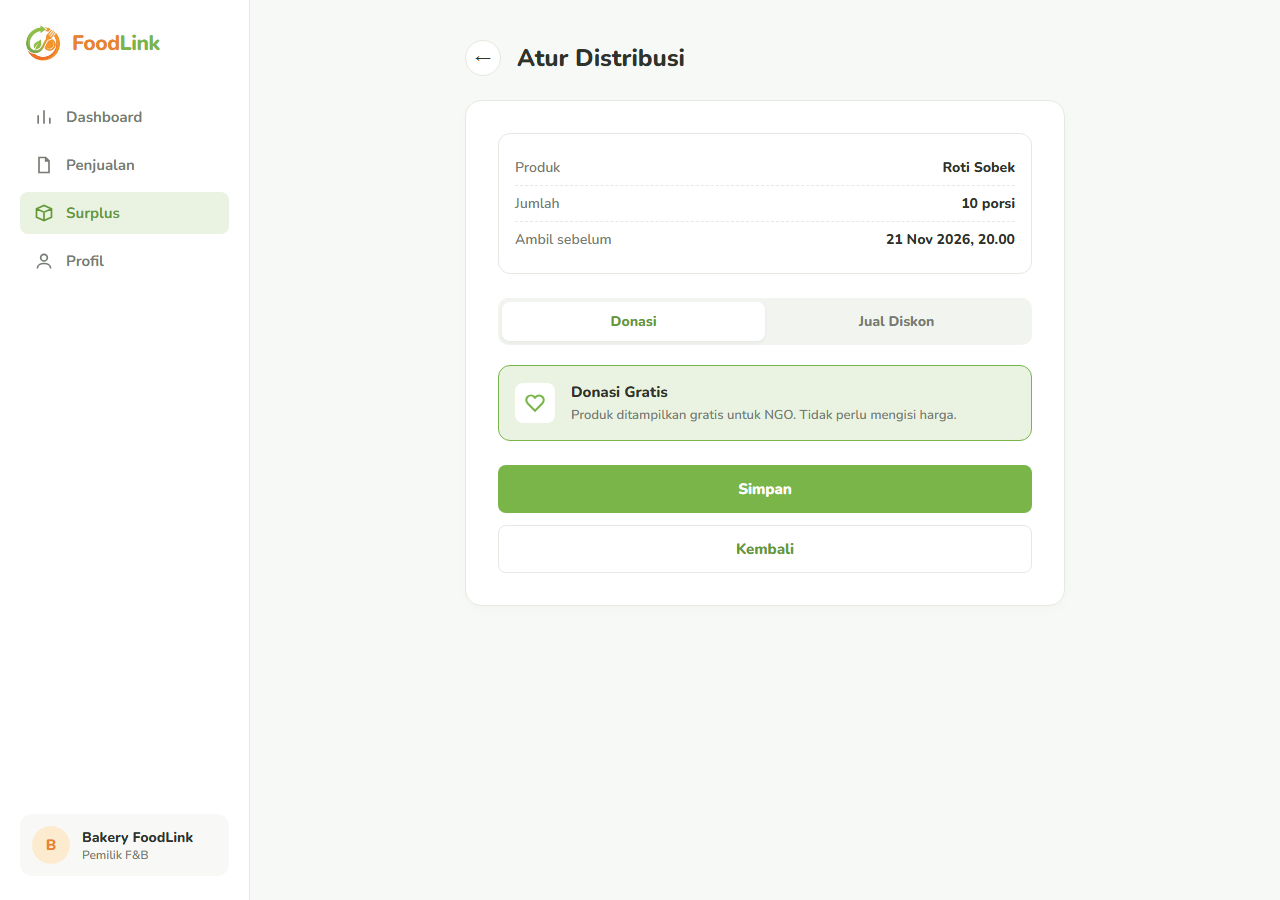 FoodLink
Dashboard
Penjualan
Surplus
Profil
B
Bakery FoodLink
Pemilik F&B
← Atur Distribusi
Produk Roti Sobek
Jumlah 10 porsi
Ambil sebelum 21 Nov 2026, 20.00
Donasi Jual Diskon
Donasi Gratis
Produk ditampilkan gratis untuk NGO. Tidak perlu mengisi harga.
Simpan
Kembali